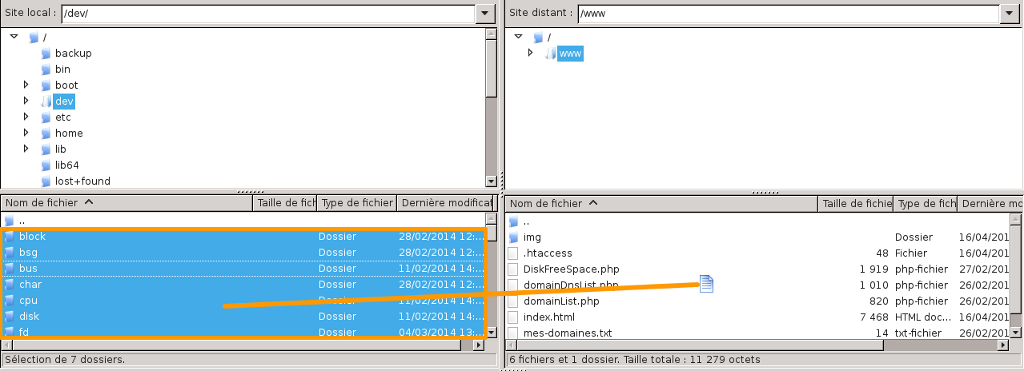 Site local : /dev/
/
backup
bin
boot
dev
etc
home
lib
lib64
lost+found
Nom de fichier Taille de fich Type de fichier Dernière modificat
..
block Dossier 28/02/2014 12:...
bsg Dossier 28/02/2014 12:...
bus Dossier 11/02/2014 14:...
char Dossier 28/02/2014 12:...
cpu Dossier 11/02/2014 14:...
disk Dossier 11/02/2014 14:...
fd Dossier 04/03/2014 13:...
Sélection de 7 dossiers.
Site distant : /www
/
www
Nom de fichier Taille de fichie Type de fich Dernière mo
..
img Dossier 16/04/201
.htaccess 48 Fichier 16/04/201
DiskFreeSpace.php 1 919 php-fichier 27/02/201
domainDnsList.php 1 010 php-fichier 26/02/201
domainList.php 820 php-fichier 26/02/201
index.html 7 468 HTML doc... 16/04/201
mes-domaines.txt 14 txt-fichier 26/02/201
6 fichiers et 1 dossier. Taille totale : 11 279 octets